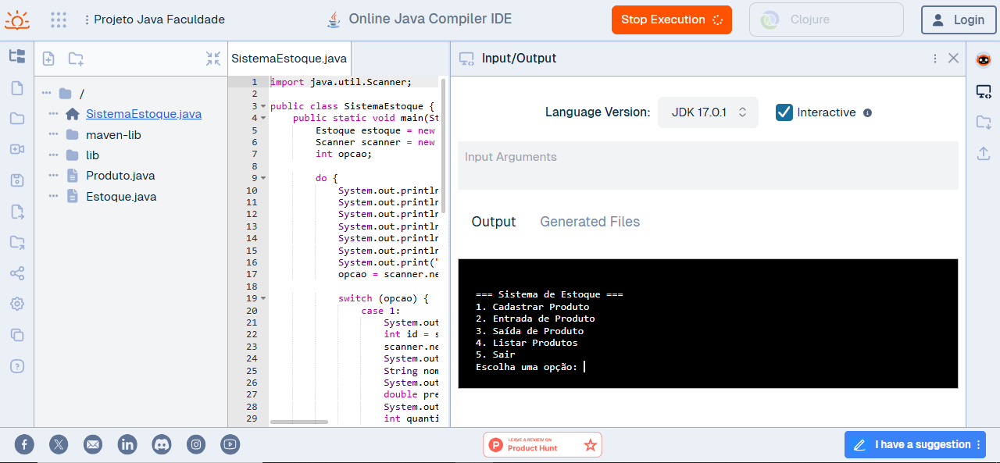 Projeto Java Faculdade
Online Java Compiler IDE
Stop Execution
Clojure
Login
SistemaEstoque.java
Input/Output
/
SistemaEstoque.java
maven-lib
lib
Produto.java
Estoque.java
1 import java.util.Scanner;
2
3 public class SistemaEstoque {
4 public static void main(St
5 Estoque estoque = new
6 Scanner scanner = new
7 int opcao;
8
9 do {
10 System.out.println
11 System.out.println
12 System.out.println
13 System.out.println
14 System.out.println
15 System.out.println
16 System.out.print("
17 opcao = scanner.ne
18
19 switch (opcao) {
20 case 1:
21 System.out
22 int id = s
23 scanner.ne
24 System.out
25 String nom
26 System.out
27 double pre
28 System.out
29 int quanti
Language Version:
JDK 17.0.1
Interactive
Input Arguments
Output
Generated Files
=== Sistema de Estoque ===
1. Cadastrar Produto
2. Entrada de Produto
3. Saída de Produto
4. Listar Produtos
5. Sair
Escolha uma opção:
LEAVE A REVIEW ON
Product Hunt
I have a suggestion